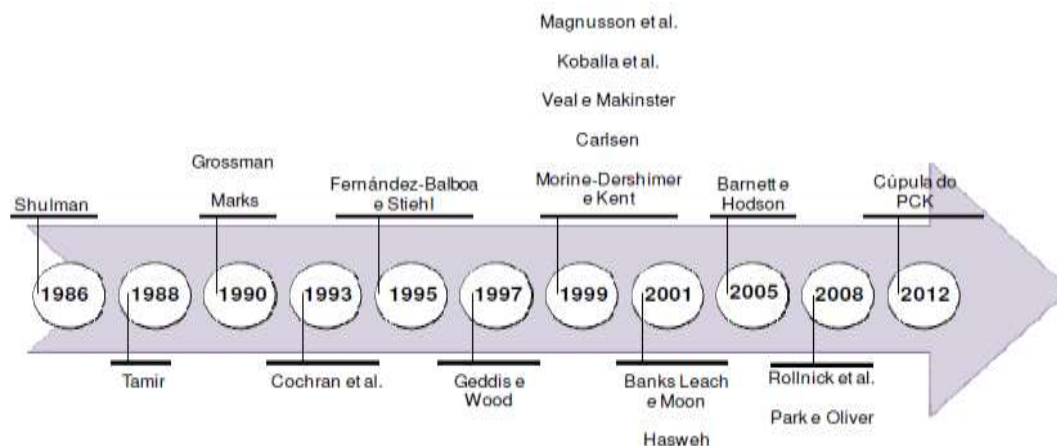 Magnusson et al.
Koballa et al.
Veal e Makinster
Carlsen
Grossman
Marks
Fernández-Balboa
e Stiehl
Morine-Dershimer
e Kent
Barnett e
Hodson
Cúpula do
PCK
Shulman
1986
1988
1990
1993
1995
1997
1999
2001
2005
2008
2012
Tamir
Cochran et al.
Geddis e
Wood
Banks Leach
e Moon
Hasweh
Rollnick et al.
Park e Oliver